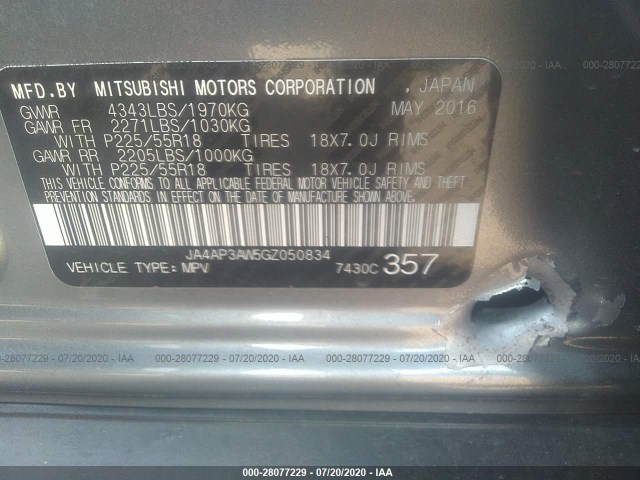 MFD.BY MITSUBISHI MOTORS CORPORATION . JAPAN
GVWR 4343LBS/1970KG MAY 2016
GAWR FR 2271LBS/1030KG
WITH P225/55R18 TIRES 18X7.0J RIMS
GAWR RR 2205LBS/1000KG
WITH P225/55R18 TIRES 18X7.0J RIMS
THIS VEHICLE CONFORMS TO ALL APPLICABLE FEDERAL MOTOR VEHICLE SAFETY AND THEFT
PREVENTION STANDARDS IN EFFECT ON THE DATE OF MANUFACTURE SHOWN ABOVE.
JA4AP3AW5GZ050834
VEHICLE TYPE: MPV 7430C 357
000-28077229 - 07/20/2020 - IAA